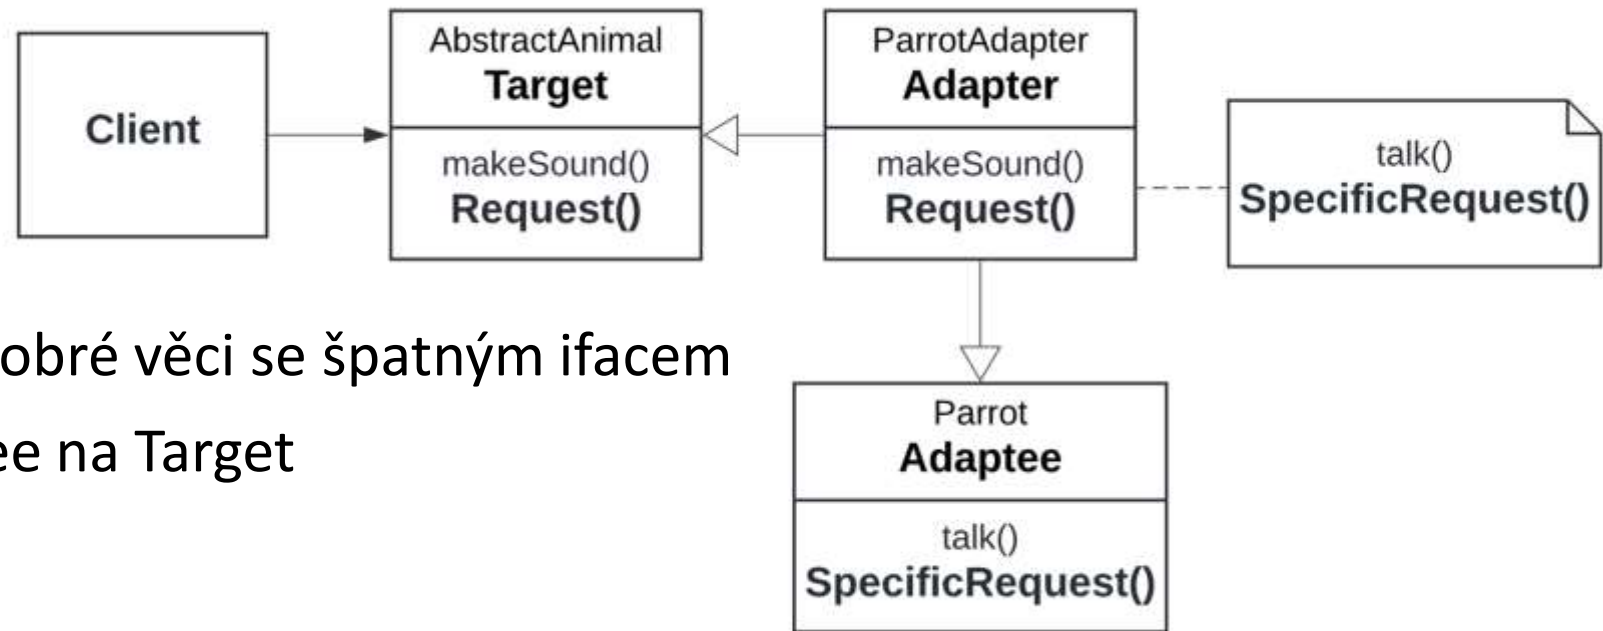 Client
AbstractAnimal
Target
makeSound()
Request()
ParrotAdapter
Adapter
makeSound()
Request()
talk()
SpecificRequest()
obré věci se špatným ifacem
ee na Target
Parrot
Adaptee
talk()
SpecificRequest()